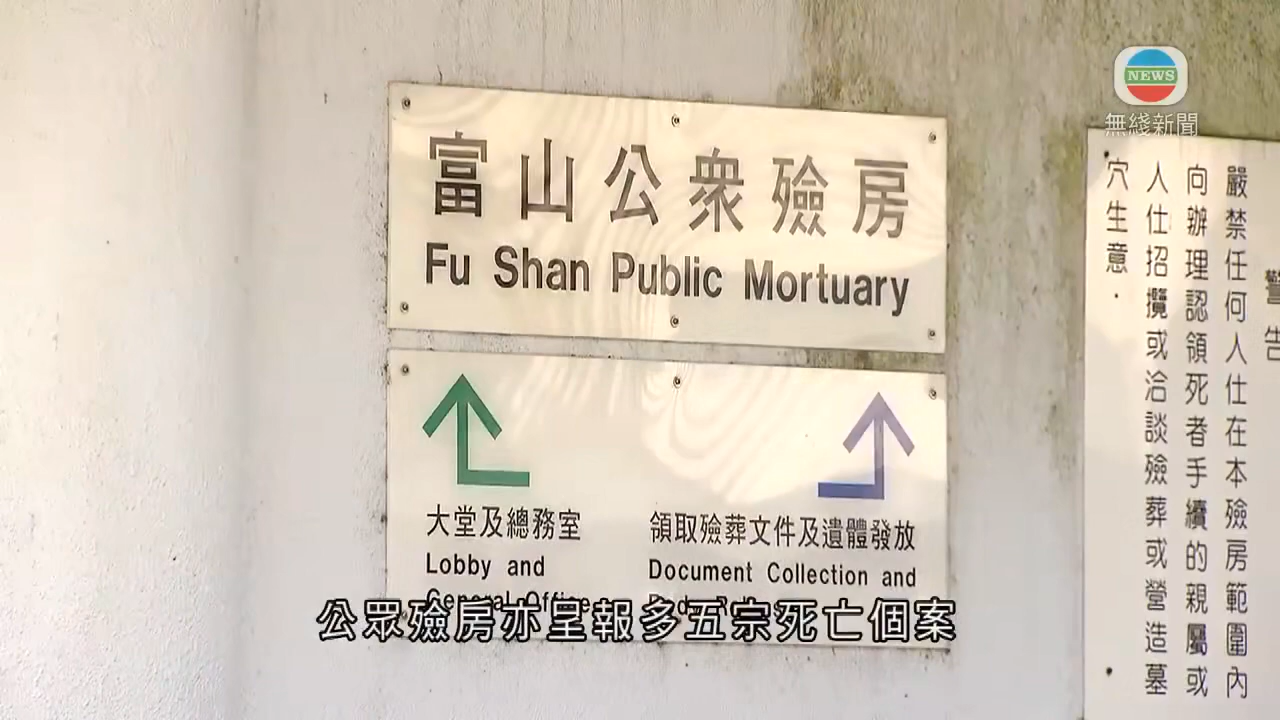 NEWS
無綫新聞
富山公衆殮房
Fu Shan Public Mortuary
大堂及總務室
Lobby and
General Office
領取殮葬文件及遺體發放
Document Collection and
警告
嚴禁任何人仕在本殮房範圍內
向辦理認領死者手續的親屬或
人仕招攬或洽談殮葬或營造墓
穴生意．
公眾殮房亦呈報多五宗死亡個案